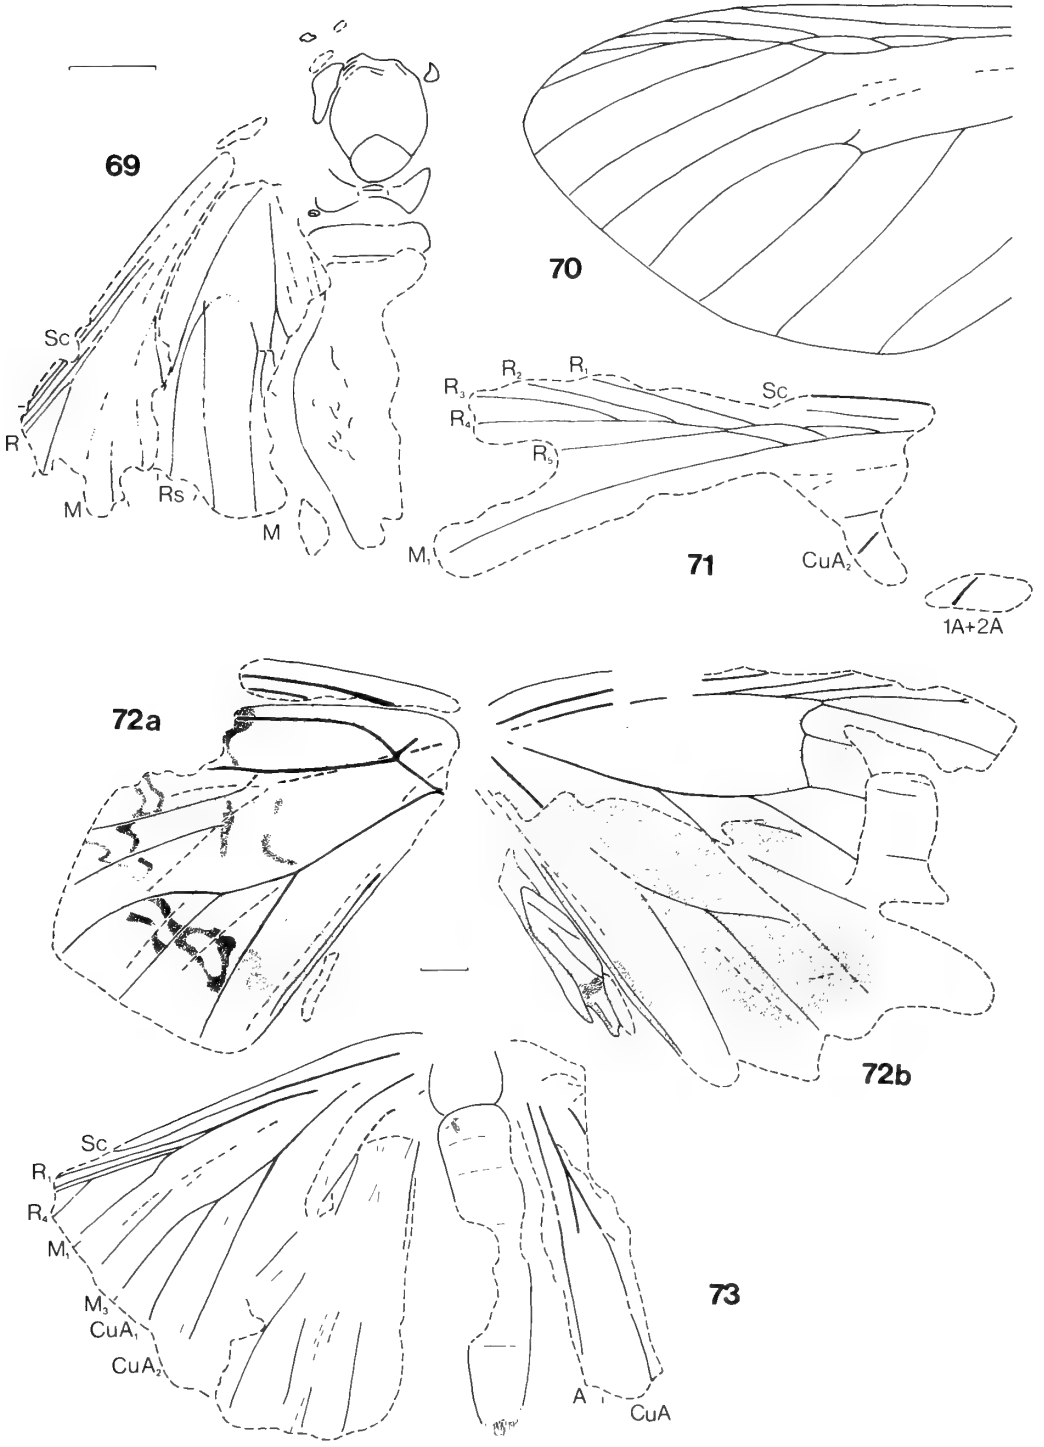 69
70
Sc
R
M
Rs
M
R₃
R₂
R₁
Sc
R₄
R₅
M₁
71
CuA₂
1A+2A
72a
72b
Sc
R₁
R₄
M₁
M₃
CuA₁
CuA₂
73
A
CuA